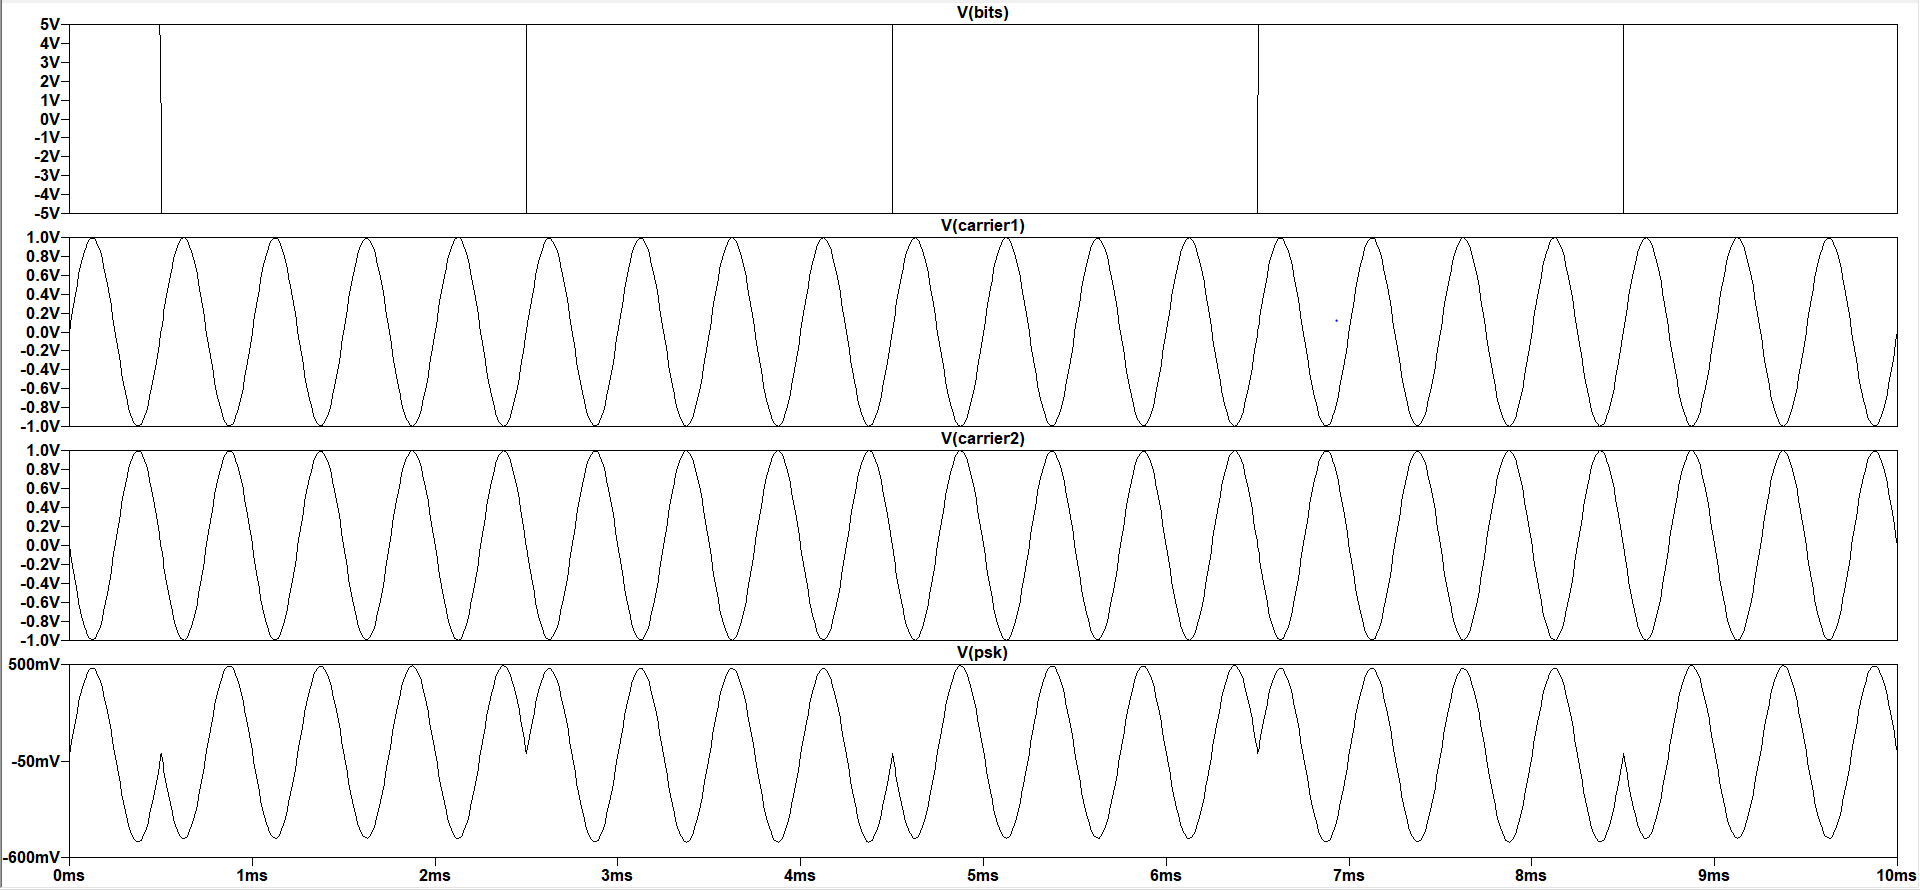 V(bits)
5V
4V
3V
2V
1V
0V
-1V
-2V
-3V
-4V
-5V
V(carrier1)
1.0V
0.8V
0.6V
0.4V
0.2V
0.0V
-0.2V
-0.4V
-0.6V
-0.8V
-1.0V
V(carrier2)
1.0V
0.8V
0.6V
0.4V
0.2V
0.0V
-0.2V
-0.4V
-0.6V
-0.8V
-1.0V
V(psk)
500mV
-50mV
-600mV
0ms 1ms 2ms 3ms 4ms 5ms 6ms 7ms 8ms 9ms 10ms